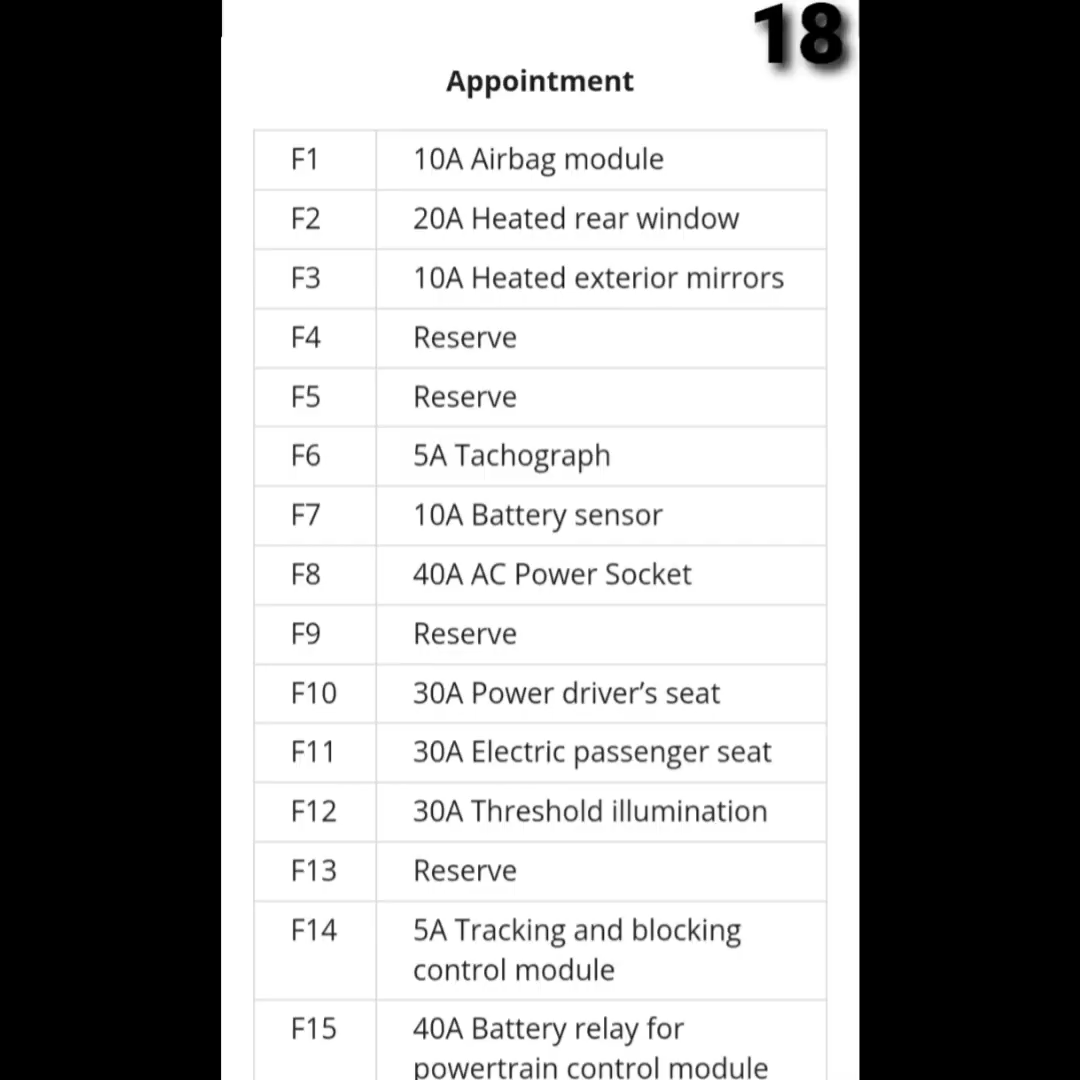 18
Appointment
F1 10A Airbag module
F2 20A Heated rear window
F3 10A Heated exterior mirrors
F4 Reserve
F5 Reserve
F6 5A Tachograph
F7 10A Battery sensor
F8 40A AC Power Socket
F9 Reserve
F10 30A Power driver’s seat
F11 30A Electric passenger seat
F12 30A Threshold illumination
F13 Reserve
F14 5A Tracking and blocking
control module
F15 40A Battery relay for
powertrain control module